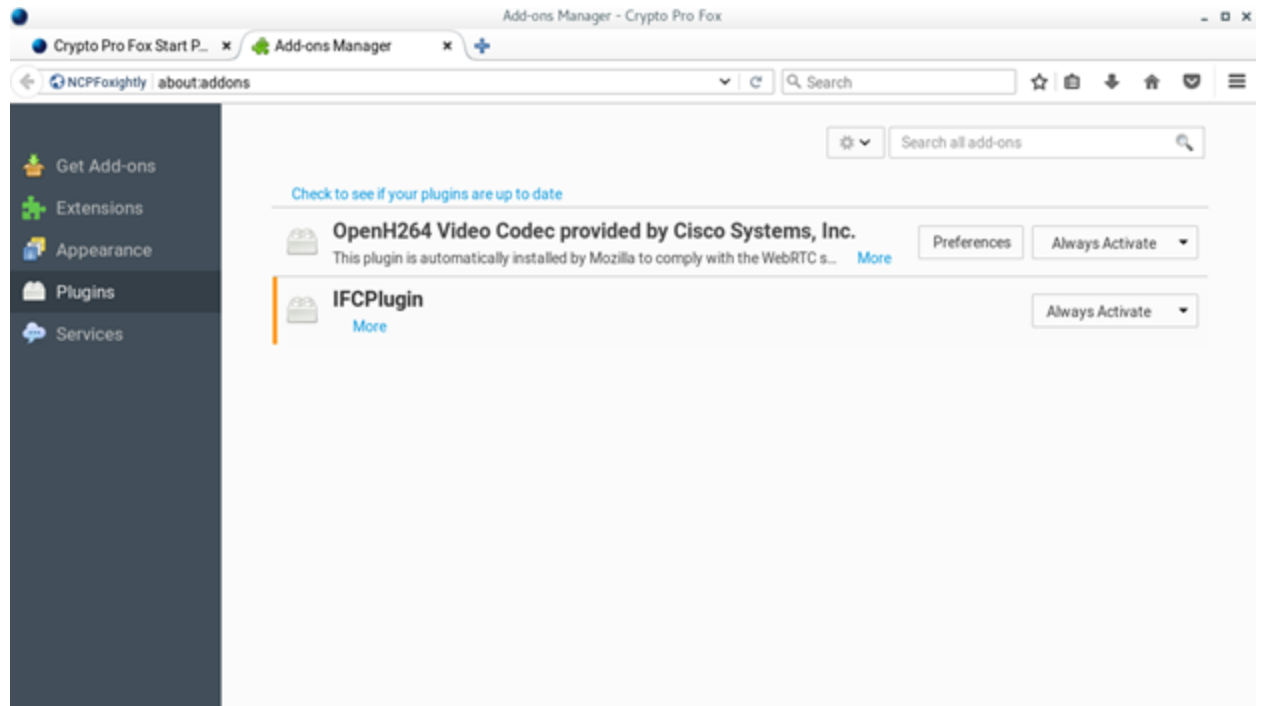 Add-ons Manager - Crypto Pro Fox
Crypto Pro Fox Start P... Add-ons Manager
NCPFoxightly about:addons Search
Search all add-ons
Get Add-ons
Extensions
Appearance
Plugins
Services
Check to see if your plugins are up to date
OpenH264 Video Codec provided by Cisco Systems, Inc.
This plugin is automatically installed by Mozilla to comply with the WebRTC s... More
Preferences Always Activate
IFCPlugin
More
Always Activate